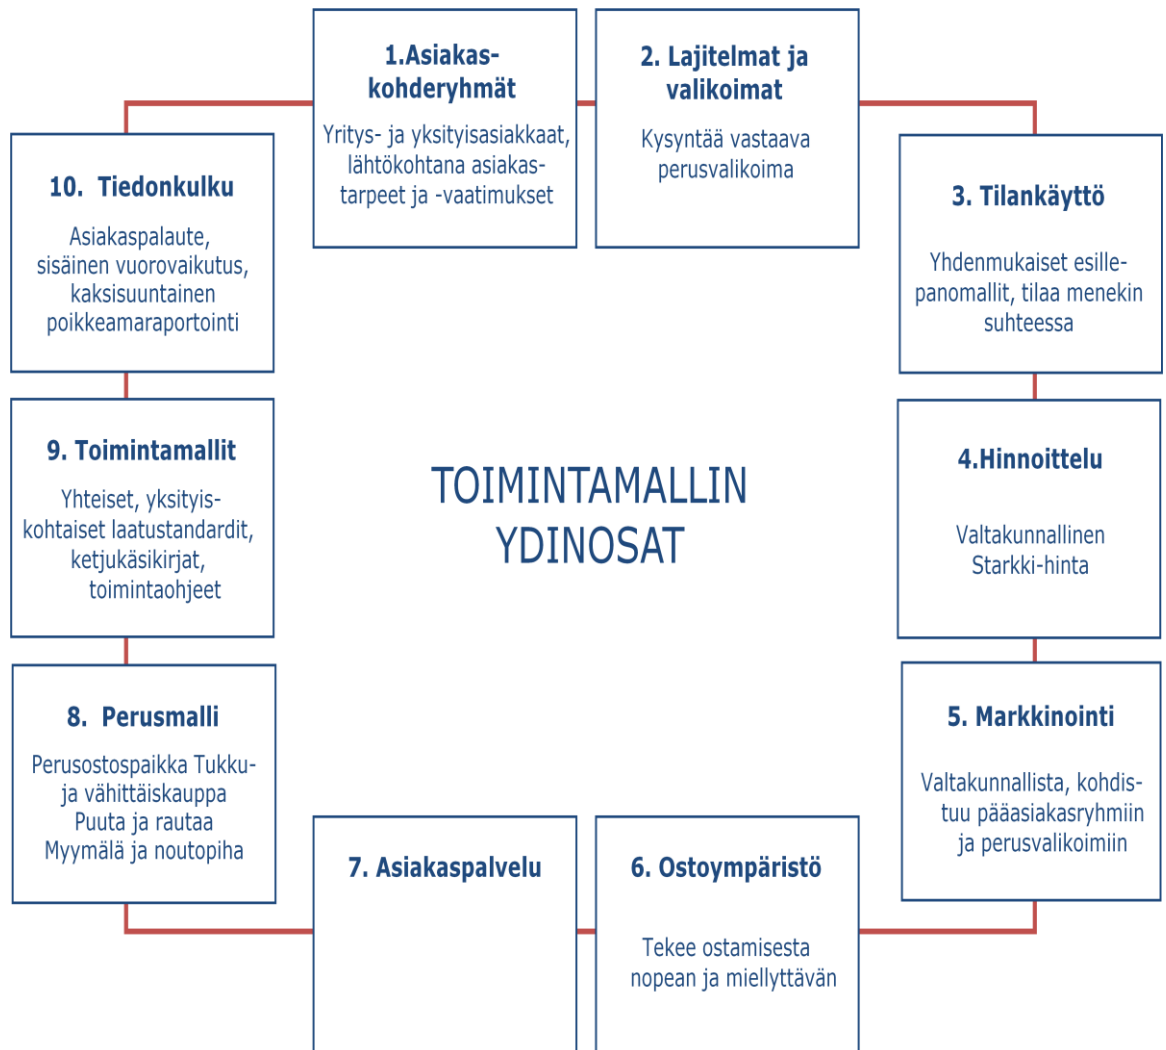 1.Asiakas-
kohderyhmät
Yritys- ja yksityisasiakkaat,
lähtökohtana asiakas-
tarpeet ja -vaatimukset
2. Lajitelmat ja
valikoimat
Kysyntää vastaava
perusvalikoima
3. Tilankäyttö
Yhdenmukaiset esille-
panomallit, tilaa menekin
suhteessa
4.Hinnoittelu
Valtakunnallinen
Starkki-hinta
5. Markkinointi
Valtakunnallista, kohdis-
tuu pääasiakasryhmiin
ja perusvalikoimiin
6. Ostoympäristö
Tekee ostamisesta
nopean ja miellyttävän
7. Asiakaspalvelu
8. Perusmalli
Perusostospaikka Tukku-
ja vähittäiskauppa
Puuta ja rautaa
Myymälä ja noutopiha
9. Toimintamallit
Yhteiset, yksityis-
kohtaiset laatustandardit,
ketjukäsikirjat,
toimintaohjeet
10. Tiedonkulku
Asiakaspalaute,
sisäinen vuorovaikutus,
kaksisuuntainen
poikkeamaraportointi
TOIMINTAMALLIN
YDINOSAT